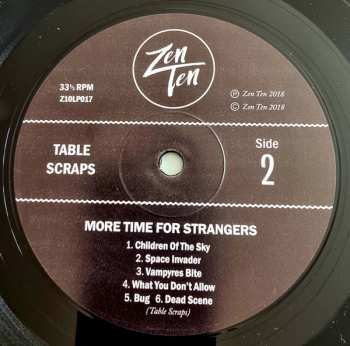 Zen
Ten
33⅓ RPM
Z10LP017
Ⓟ Zen Ten 2018
© Zen Ten 2018
TABLE
SCRAPS
Side
2
MORE TIME FOR STRANGERS
1. Children Of The Sky
2. Space Invader
3. Vampyres Bite
4. What You Don't Allow
5. Bug 6. Dead Scene
(Table Scraps)